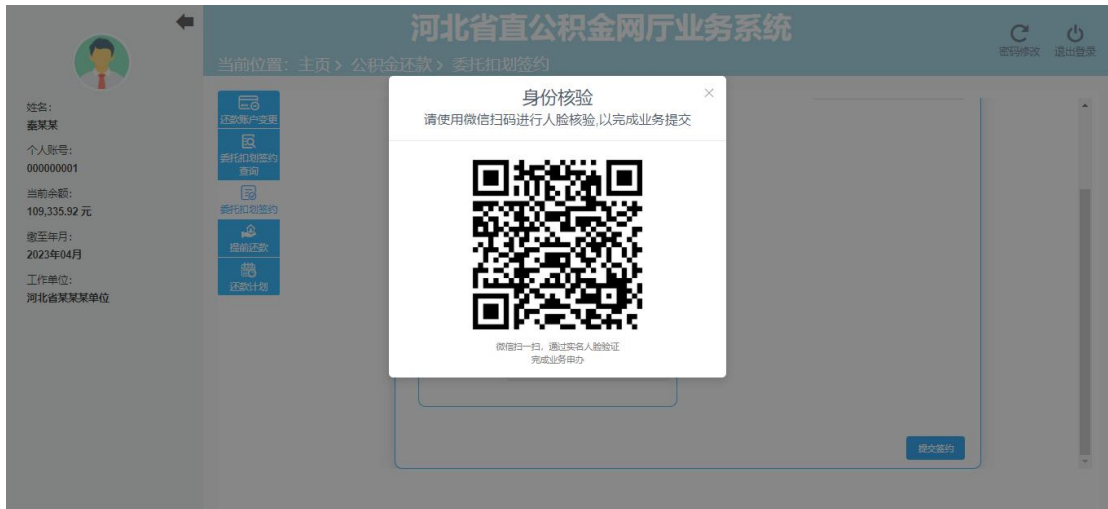 河北省直公积金网厅业务系统
密码修改
退出登录
当前位置：主页 > 公积金还款 > 委托扣划签约
姓名：
秦某某
个人账号：
000000001
当前余额：
109,335.92 元
缴至年月：
2023年04月
工作单位：
河北省某某某单位
还款账户变更
委托扣划签约
查询
委托扣划签约
提前还款
还款计划
身份核验
×
请使用微信扫码进行人脸核验,以完成业务提交
微信扫一扫，通过实名人脸验证
完成业务申办
提交签约